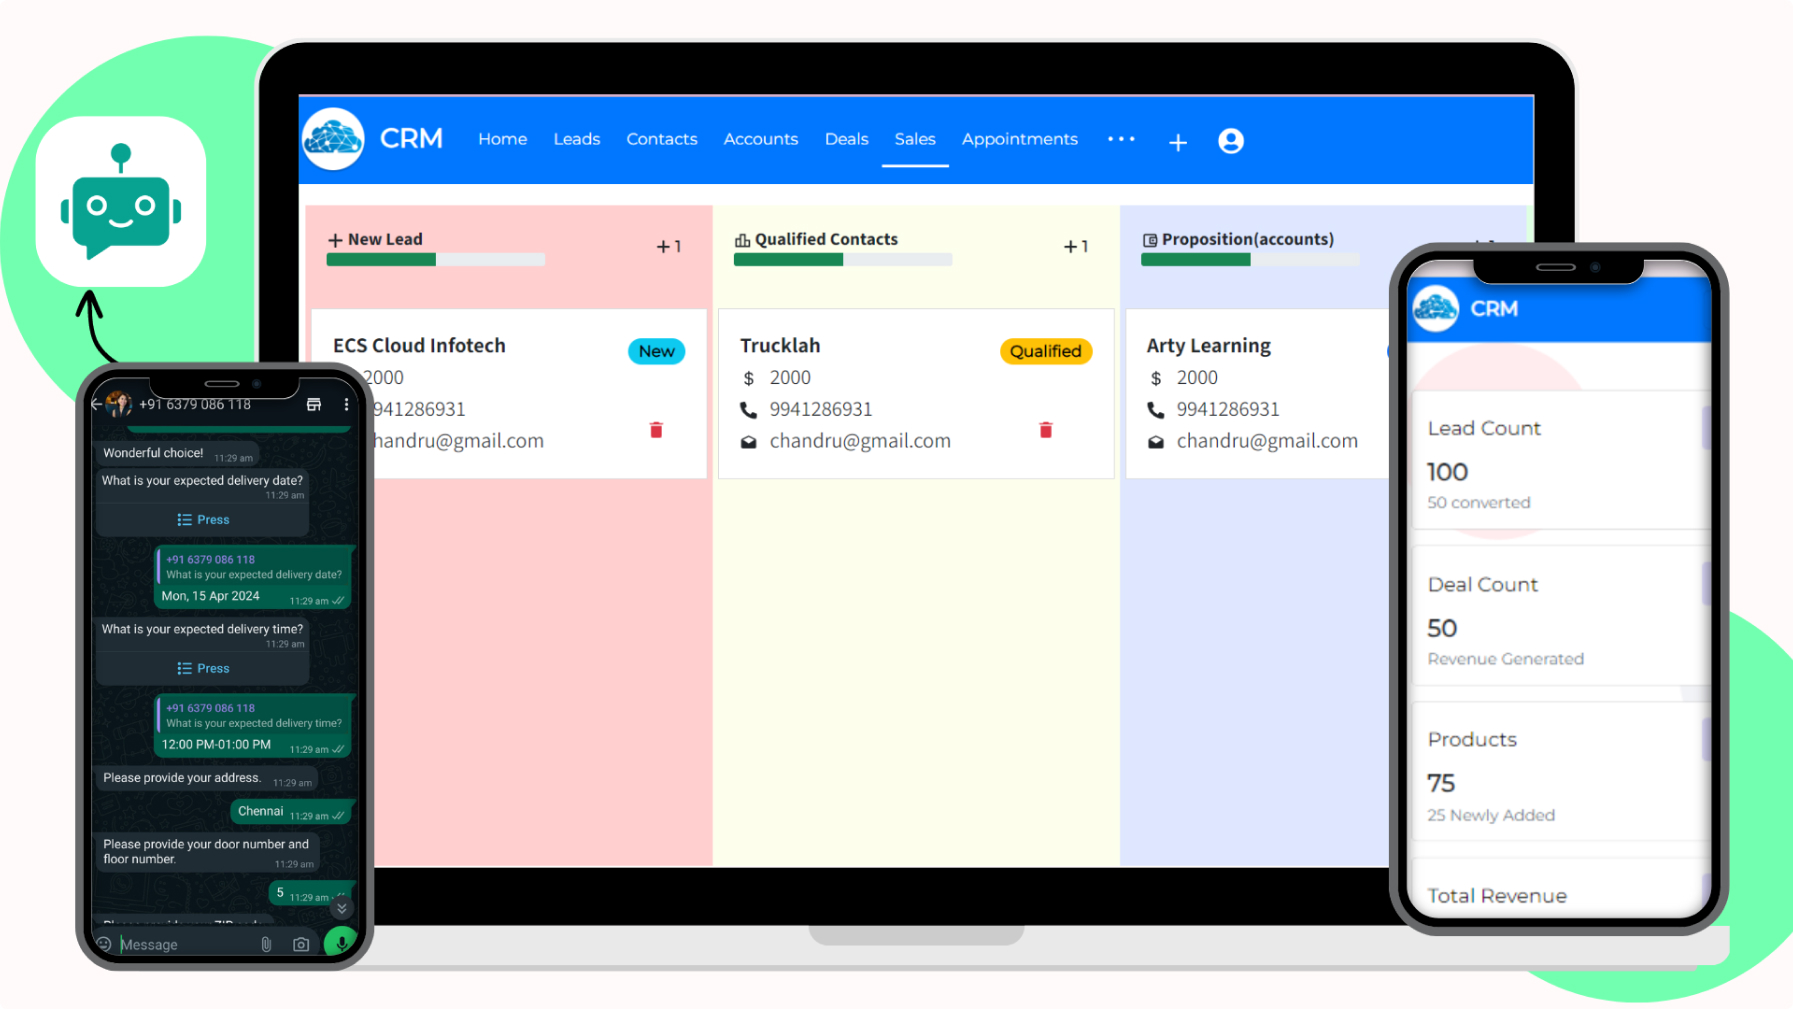 CRM
Home
Leads
Contacts
Accounts
Deals
Sales
Appointments
New Lead
+ 1
Qualified Contacts
+ 1
Proposition(accounts)
ECS Cloud Infotech
New
2000
9941286931
handru@gmail.com
Trucklah
Qualified
$ 2000
9941286931
chandru@gmail.com
Arty Learning
$ 2000
9941286931
chandru@gmail.com
+91 6379 086 118
Wonderful choice! 11:29 am
What is your expected delivery date?
11:29 am
Press
+91 6379 086 118
What is your expected delivery date?
Mon, 15 Apr 2024 11:29 am
What is your expected delivery time?
11:29 am
Press
+91 6379 086 118
What is your expected delivery time?
12:00 PM-01:00 PM 11:29 am
Please provide your address. 11:29 am
Chennai 11:29 am
Please provide your door number and
floor number. 11:29 am
5 11:29 am
Message
CRM
Lead Count
100
50 converted
Deal Count
50
Revenue Generated
Products
75
25 Newly Added
Total Revenue